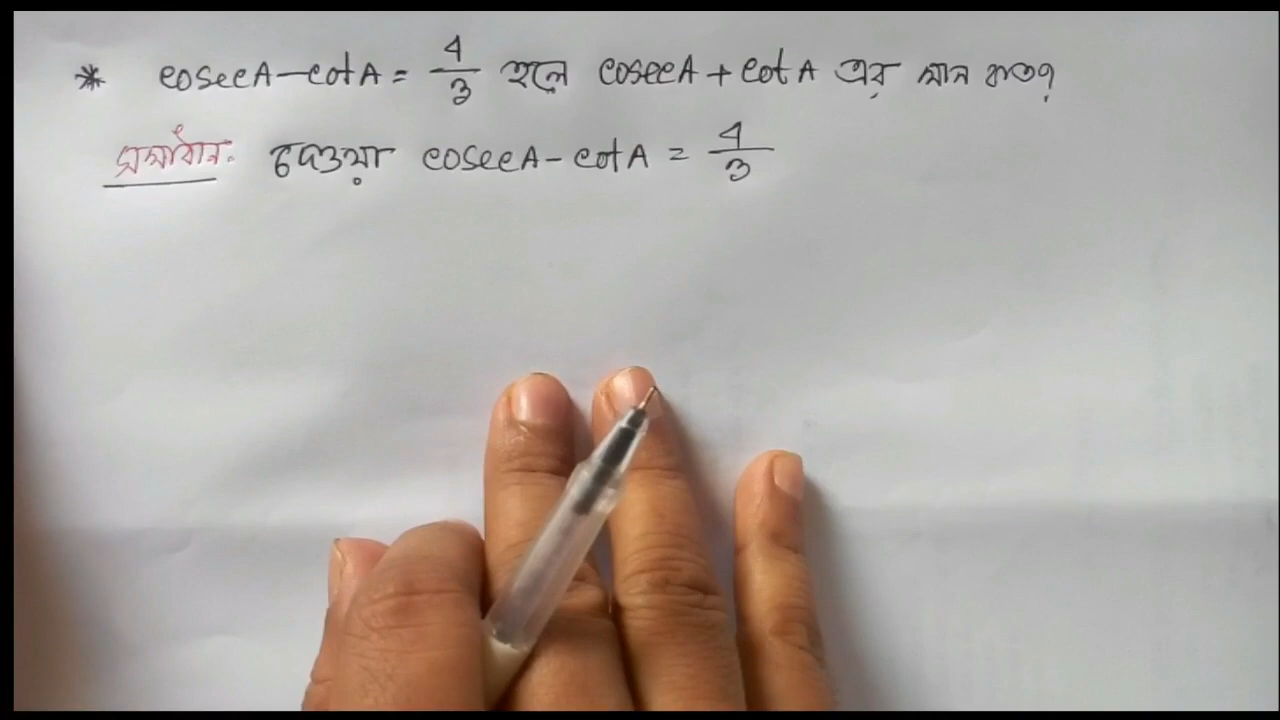 * cosecA-cotA = 4/3 হলে cosecA + cotA এর মান কত?
সমাধান: দেওয়া cosecA- cotA = 4/3